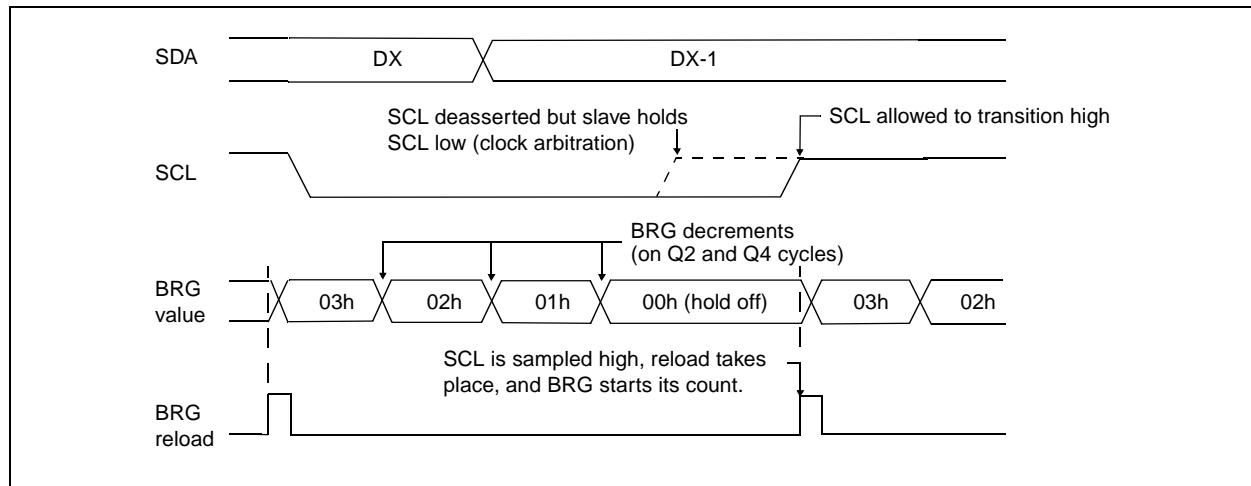 SDA
DX
DX-1
SCL deasserted but slave holds
SCL low (clock arbitration)
SCL allowed to transition high
SCL
BRG decrements
(on Q2 and Q4 cycles)
BRG
value
03h
02h
01h
00h (hold off)
03h
02h
SCL is sampled high, reload takes
place, and BRG starts its count.
BRG
reload